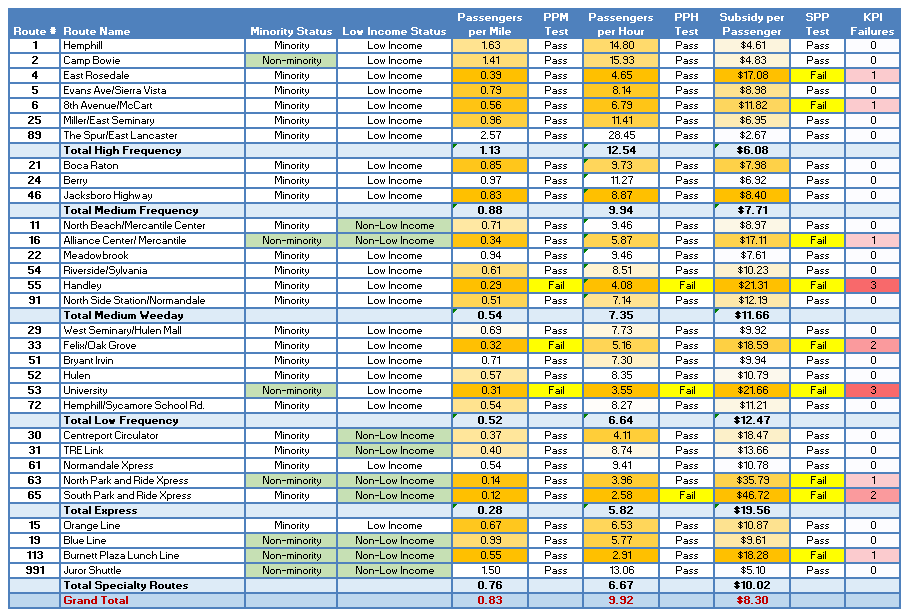 Route # Route Name Minority Status Low Income Status Passengers per Mile PPM Test Passengers per Hour PPH Test Subsidy per Passenger SPP Test KPI Failures
1 Hemphill Minority Low Income 1.63 Pass 14.80 Pass $4.61 Pass 0
2 Camp Bowie Non-minority Low Income 1.41 Pass 15.93 Pass $4.83 Pass 0
4 East Rosedale Minority Low Income 0.39 Pass 4.65 Pass $17.08 Fail 1
5 Evans Ave/Sierra Vista Minority Low Income 0.79 Pass 8.14 Pass $8.98 Pass 0
6 8th Avenue/McCart Minority Low Income 0.56 Pass 6.79 Pass $11.82 Fail 1
25 Miller/East Seminary Minority Low Income 0.96 Pass 11.41 Pass $6.95 Pass 0
89 The Spur/East Lancaster Minority Low Income 2.57 Pass 28.45 Pass $2.67 Pass 0
Total High Frequency 1.13 12.54 $6.08
21 Boca Raton Minority Low Income 0.85 Pass 9.73 Pass $7.98 Pass 0
24 Berry Minority Low Income 0.97 Pass 11.27 Pass $6.92 Pass 0
46 Jacksboro Highway Minority Low Income 0.83 Pass 8.87 Pass $8.40 Pass 0
Total Medium Frequency 0.88 9.94 $7.71
11 North Beach/Mercantile Center Minority Non-Low Income 0.71 Pass 9.46 Pass $8.97 Pass 0
16 Alliance Center/ Mercantile Non-minority Non-Low Income 0.34 Pass 5.87 Pass $17.11 Fail 1
22 Meadowbrook Minority Low Income 0.94 Pass 9.46 Pass $7.61 Pass 0
54 Riverside/Sylvania Minority Low Income 0.61 Pass 8.51 Pass $10.23 Pass 0
55 Handley Minority Low Income 0.29 Fail 4.08 Fail $21.31 Fail 3
91 North Side Station/Normandale Minority Low Income 0.51 Pass 7.14 Pass $12.19 Pass 0
Total Medium Weeday 0.54 7.35 $11.66
29 West Seminary/Hulen Mall Minority Low Income 0.69 Pass 7.73 Pass $9.92 Pass 0
33 Felix/Oak Grove Minority Low Income 0.32 Fail 5.16 Pass $18.59 Fail 2
51 Bryant Irvin Minority Low Income 0.71 Pass 7.30 Pass $9.94 Pass 0
52 Hulen Minority Low Income 0.57 Pass 8.35 Pass $10.79 Pass 0
53 University Non-minority Low Income 0.31 Fail 3.55 Fail $21.66 Fail 3
72 Hemphill/Sycamore School Rd. Minority Low Income 0.54 Pass 8.27 Pass $11.21 Pass 0
Total Low Frequency 0.52 6.64 $12.47
30 Centreport Circulator Minority Non-Low Income 0.37 Pass 4.11 Pass $18.47 Pass 0
31 TRE Link Minority Non-Low Income 0.40 Pass 8.74 Pass $13.66 Pass 0
61 Normandale Xpress Minority Low Income 0.54 Pass 9.41 Pass $10.78 Pass 0
63 North Park and Ride Xpress Non-minority Non-Low Income 0.14 Pass 3.96 Pass $35.79 Fail 1
65 South Park and Ride Xpress Minority Non-Low Income 0.12 Pass 2.58 Fail $46.72 Fail 2
Total Express 0.28 5.82 $19.56
15 Orange Line Minority Low Income 0.67 Pass 6.53 Pass $10.87 Pass 0
19 Blue Line Non-minority Non-Low Income 0.99 Pass 5.77 Pass $9.61 Pass 0
113 Burnett Plaza Lunch Line Non-minority Non-Low Income 0.55 Pass 2.91 Pass $18.28 Fail 1
991 Juror Shuttle Non-minority Non-Low Income 1.50 Pass 13.06 Pass $5.10 Pass 0
Total Specialty Routes 0.76 6.67 $10.02
Grand Total 0.83 9.92 $8.30